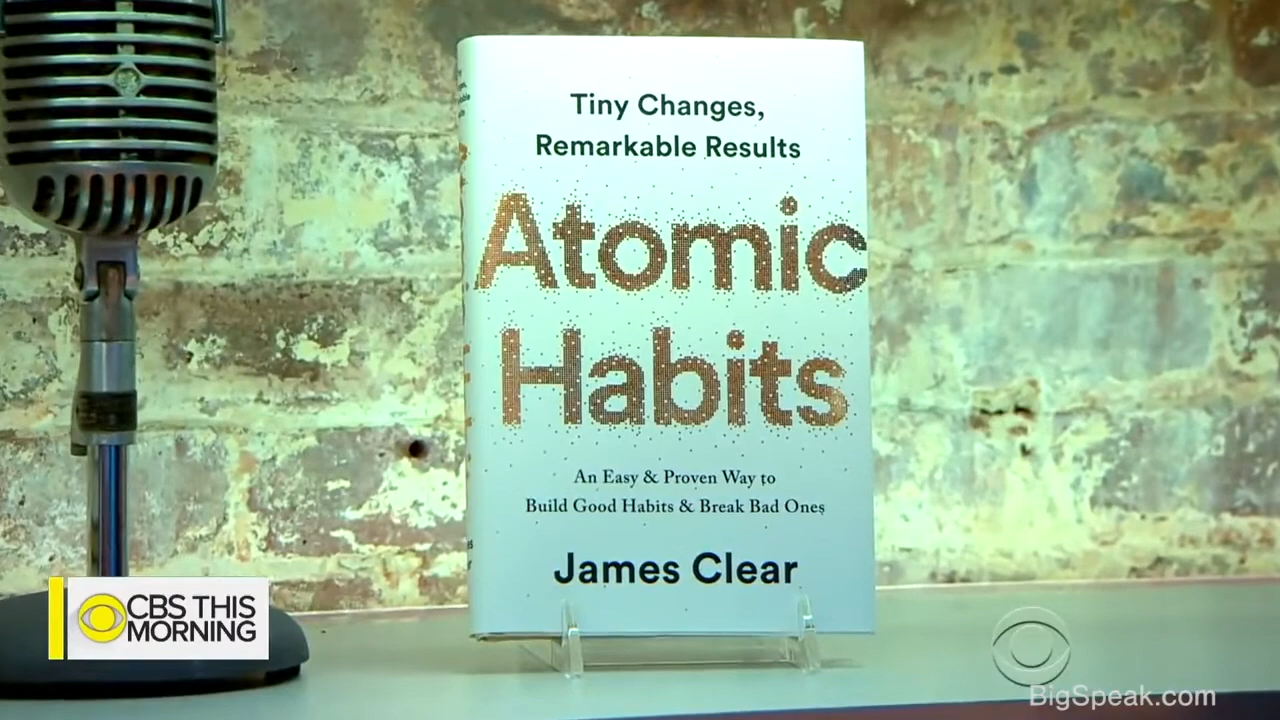 Tiny Changes,
Remarkable Results
Atomic
Habits
An Easy & Proven Way to
Build Good Habits & Break Bad Ones
James Clear
CBS THIS
MORNING
BigSpeak.com